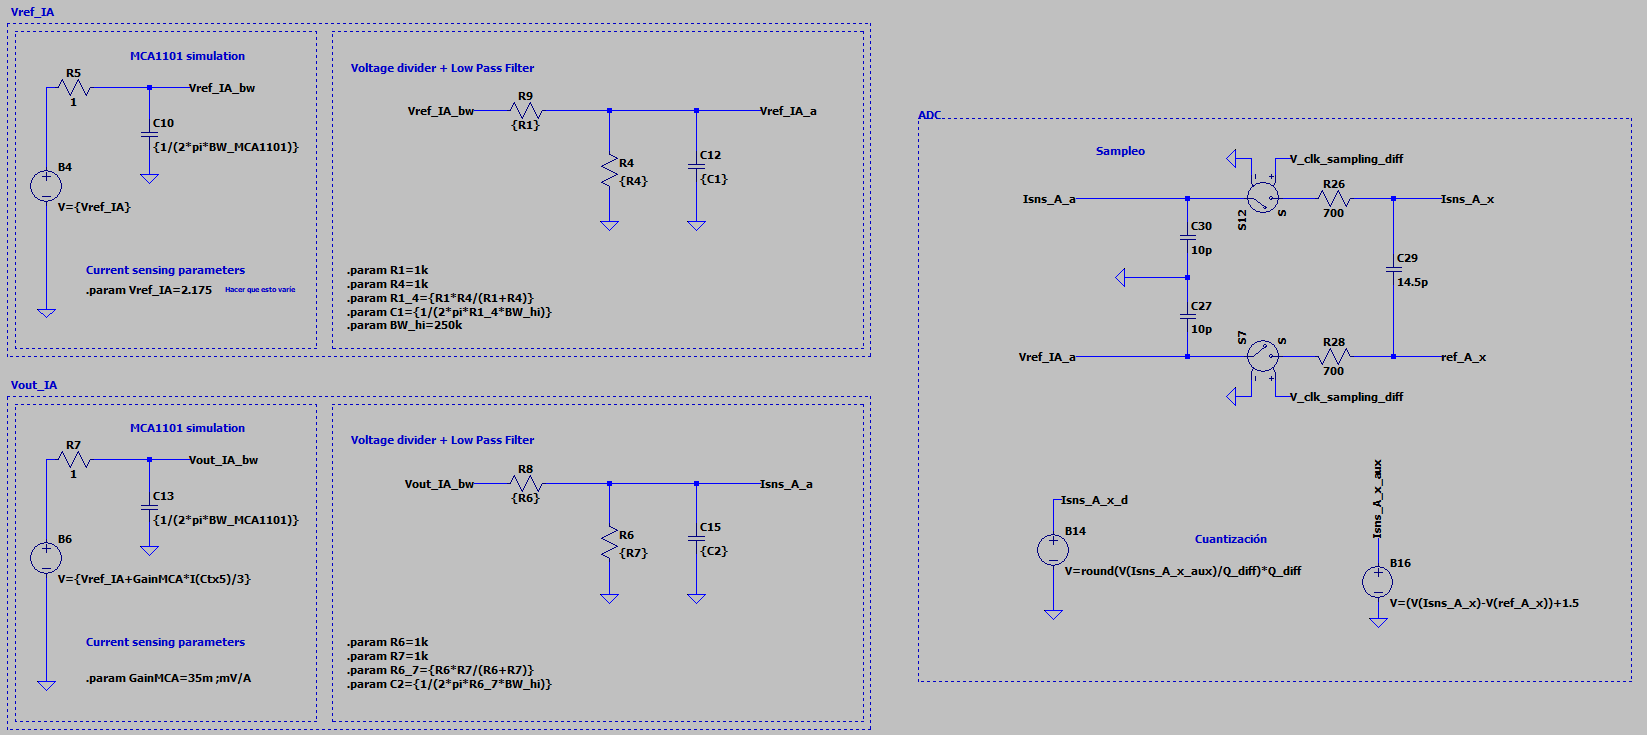 Vref_IA
MCA1101 simulation
R5
1
Vref_IA_bw
C10
{1/(2*pi*BW_MCA1101)}
B4
V={Vref_IA}
Current sensing parameters
.param Vref_IA=2.175
Hacer que esto varíe
Voltage divider + Low Pass Filter
Vref_IA_bw
R9
{R1}
Vref_IA_a
R4
{R4}
C12
{C1}
.param R1=1k
.param R4=1k
.param R1_4={R1*R4/(R1+R4)}
.param C1={1/(2*pi*R1_4*BW_hi)}
.param BW_hi=250k
Vout_IA
MCA1101 simulation
R7
1
Vout_IA_bw
C13
{1/(2*pi*BW_MCA1101)}
B6
V={Vref_IA+GainMCA*I(Ctx5)/3}
Current sensing parameters
.param GainMCA=35m ;mV/A
Voltage divider + Low Pass Filter
Vout_IA_bw
R8
{R6}
Isns_A_a
R6
{R7}
C15
{C2}
.param R6=1k
.param R7=1k
.param R6_7={R6*R7/(R6+R7)}
.param C2={1/(2*pi*R6_7*BW_hi)}
ADC
Sampleo
V_clk_sampling_diff
Isns_A_a
S12
S
R26
700
Isns_A_x
C30
10p
C29
14.5p
C27
10p
Vref_IA_a
S7
S
R28
700
ref_A_x
V_clk_sampling_diff
Isns_A_x_d
B14
V=round(V(Isns_A_x_aux)/Q_diff)*Q_diff
Cuantización
Isns_A_x_aux
B16
V=(V(Isns_A_x)-V(ref_A_x))+1.5